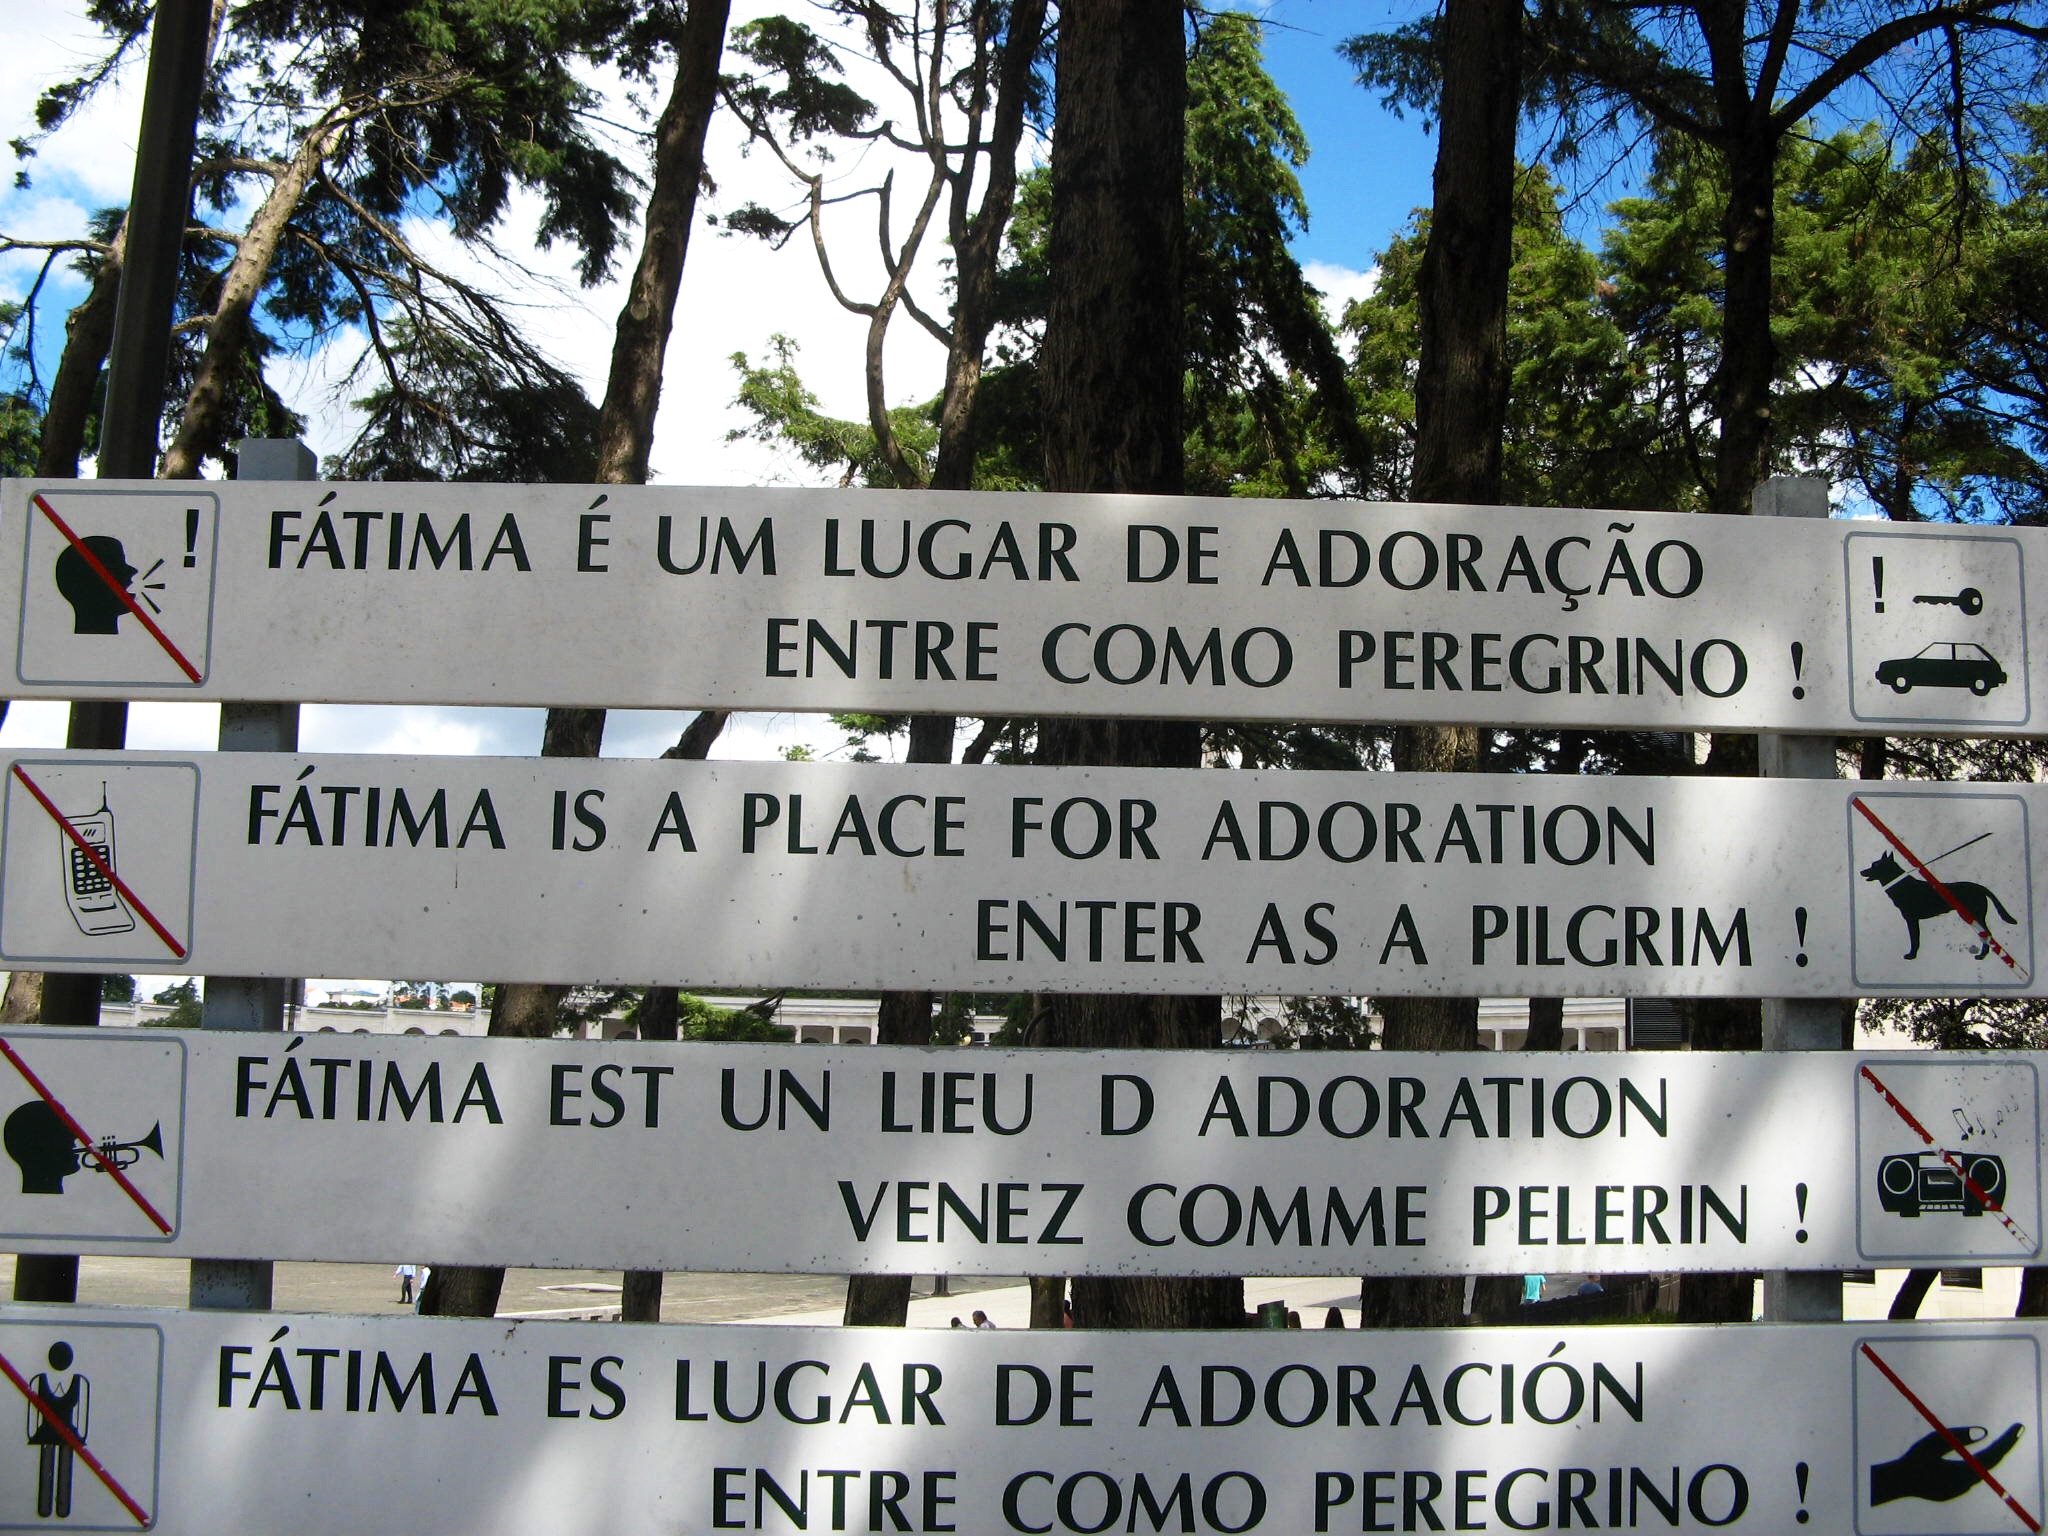 ! FÁTIMA É UM LUGAR DE ADORAÇÃO !
ENTRE COMO PEREGRINO !
FÁTIMA IS A PLACE FOR ADORATION
ENTER AS A PILGRIM !
FÁTIMA EST UN LIEU D ADORATION
VENEZ COMME PELERIN !
FÁTIMA ES LUGAR DE ADORACIÓN
ENTRE COMO PEREGRINO !